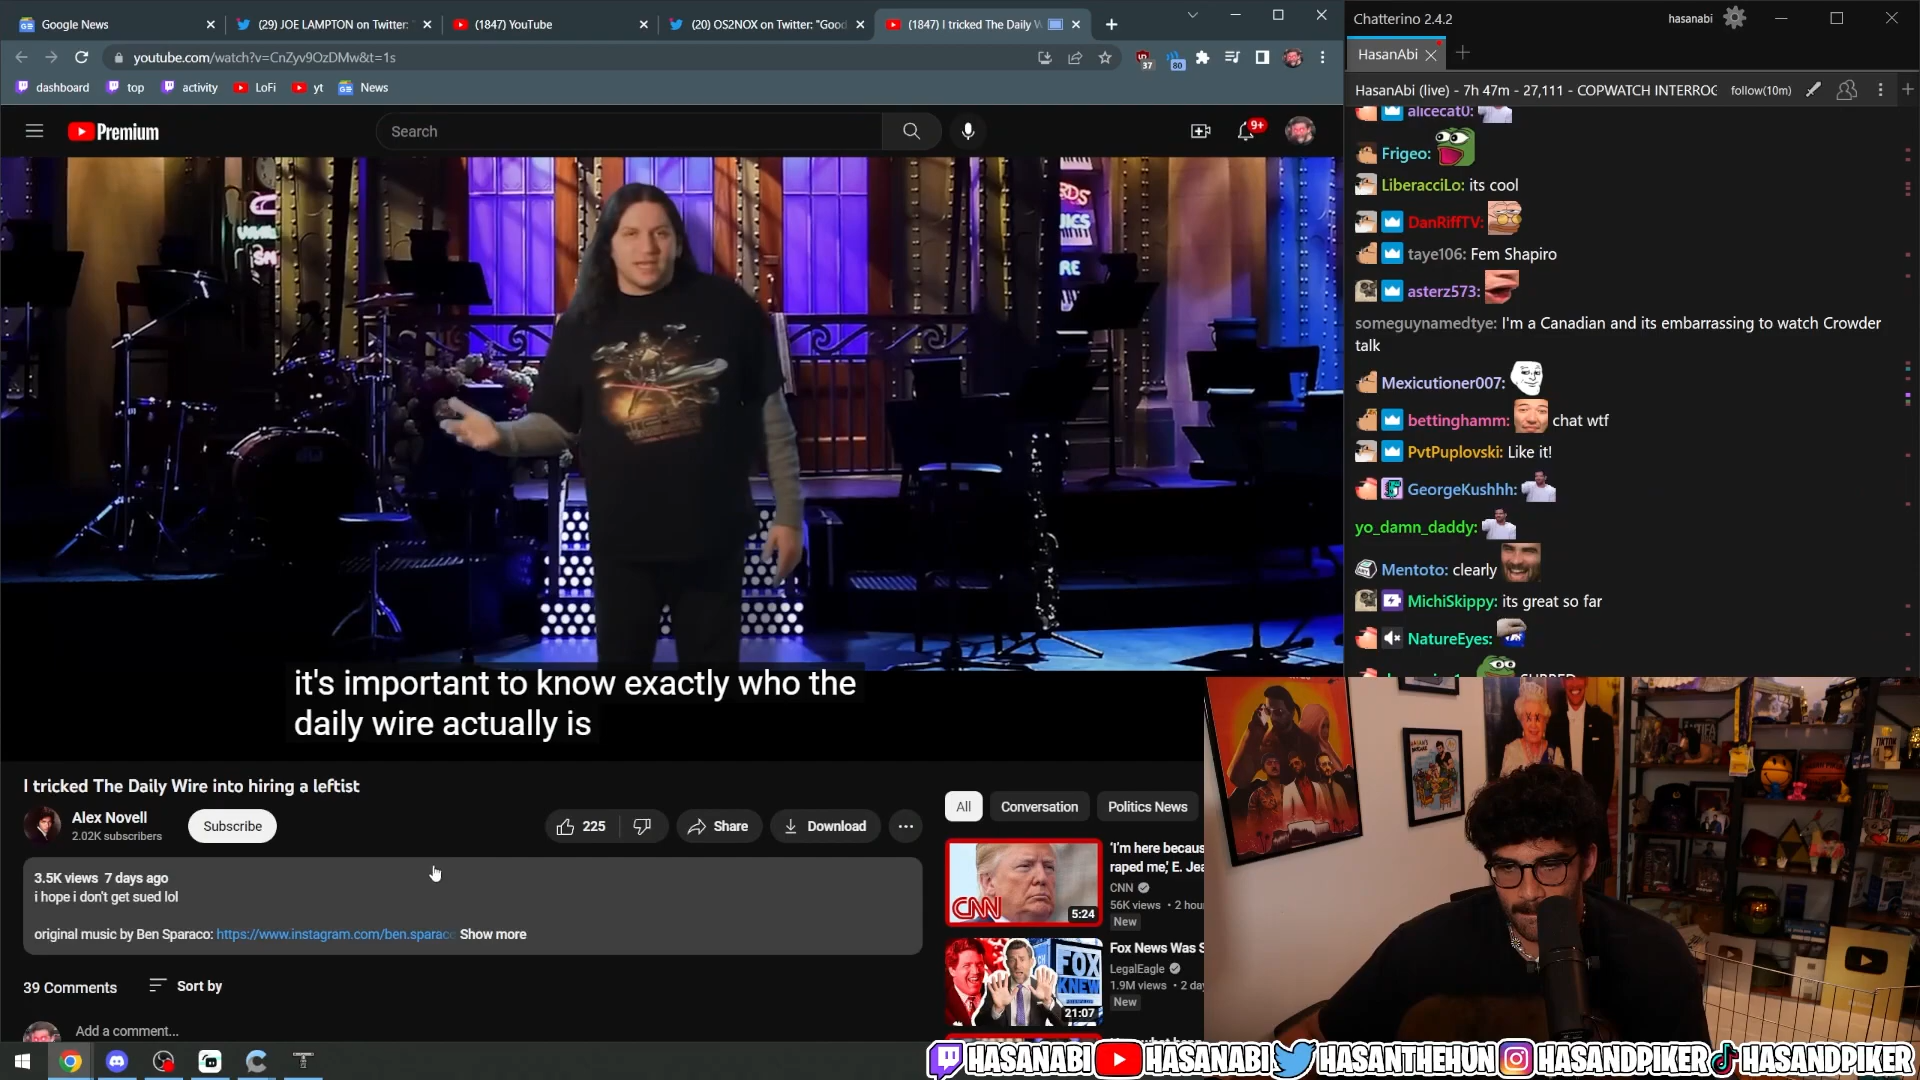 Google News
(29) JOE LAMPTON on Twitter: "
(1847) YouTube
(20) OS2NOX on Twitter: "Good
(1847) I tricked The Daily W
youtube.com/watch?v=CnZyv9OzDMw&t=1s
37
80
dashboard
top
activity
LoFi
yt
News
Premium
Search
9+
it's important to know exactly who the
daily wire actually is
I tricked The Daily Wire into hiring a leftist
Alex Novell
2.02K subscribers
Subscribe
225
Share
Download
3.5K views 7 days ago
i hope i don't get sued lol
original music by Ben Sparaco: https://www.instagram.com/ben.sparac Show more
39 Comments
Sort by
Add a comment...
All
Conversation
Politics News
'I'm here becaus
raped me,' E. Jea
CNN
56K views • 2 hou
New
CNN
5:24
Fox News Was S
LegalEagle
1.9M views • 2 da
New
FOX
KNEW
21:07
Chatterino 2.4.2
hasanabi
HasanAbi
HasanAbi (live) - 7h 47m - 27,111 - COPWATCH INTERROG
follow(10m)
alicecat0:
Frigeo:
LiberacciLo: its cool
DanRiffTV:
taye106: Fem Shapiro
asterz573:
someguynamedtye: I'm a Canadian and its embarrassing to watch Crowder
talk
Mexicutioner007:
bettinghamm: chat wtf
PvtPuplovski: Like it!
GeorgeKushhh:
yo_damn_daddy:
Mentoto: clearly
MichiSkippy: its great so far
NatureEyes:
HASANABI
HASANABI
HASANTHEHUN
HASANDPIKER
HASANDPIKER